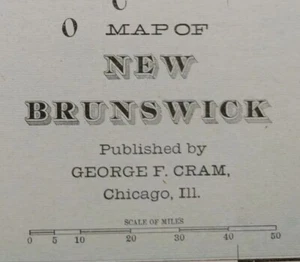 MAP OF
NEW
BRUNSWICK
Published by
GEORGE F. CRAM,
Chicago, Ill.
SCALE OF MILES
0 5 10 20 30 40 50